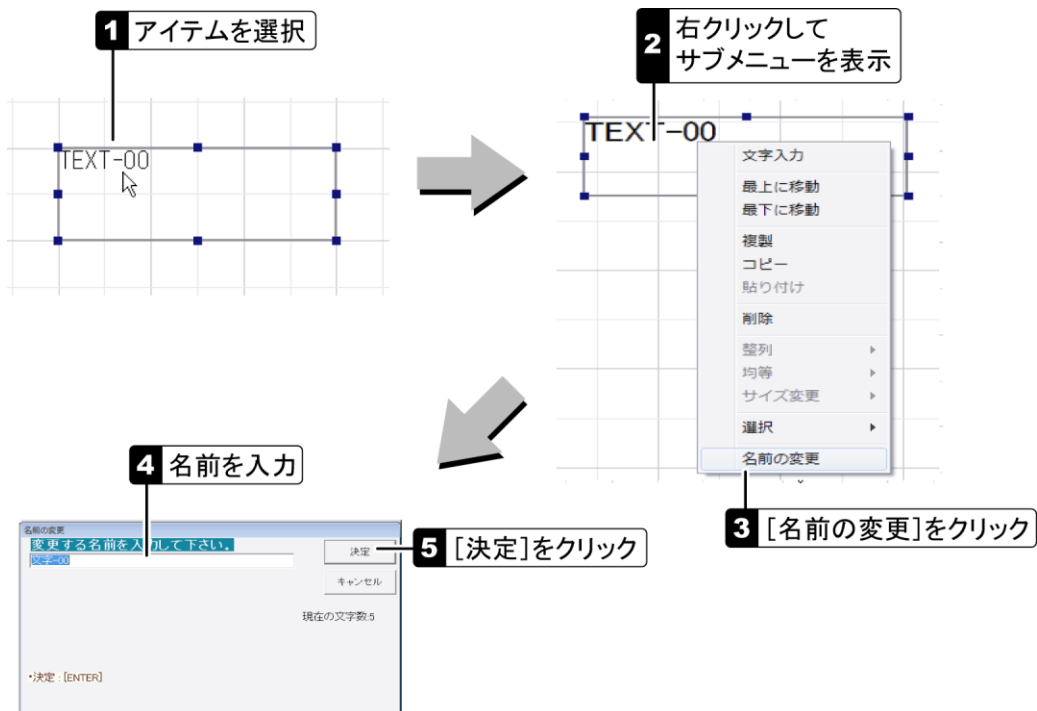 1 アイテムを選択
TEXT-00
2 右クリックして
サブメニューを表示
TEXT-00
文字入力
最上に移動
最下に移動
複製
コピー
貼り付け
削除
整列
均等
サイズ変更
選択
名前の変更
3 [名前の変更]をクリック
4 名前を入力
名前の変更
変更する名前を入力して下さい。
文字-00
決定
キャンセル
5 [決定]をクリック
現在の文字数:5
・決定 : [ENTER]